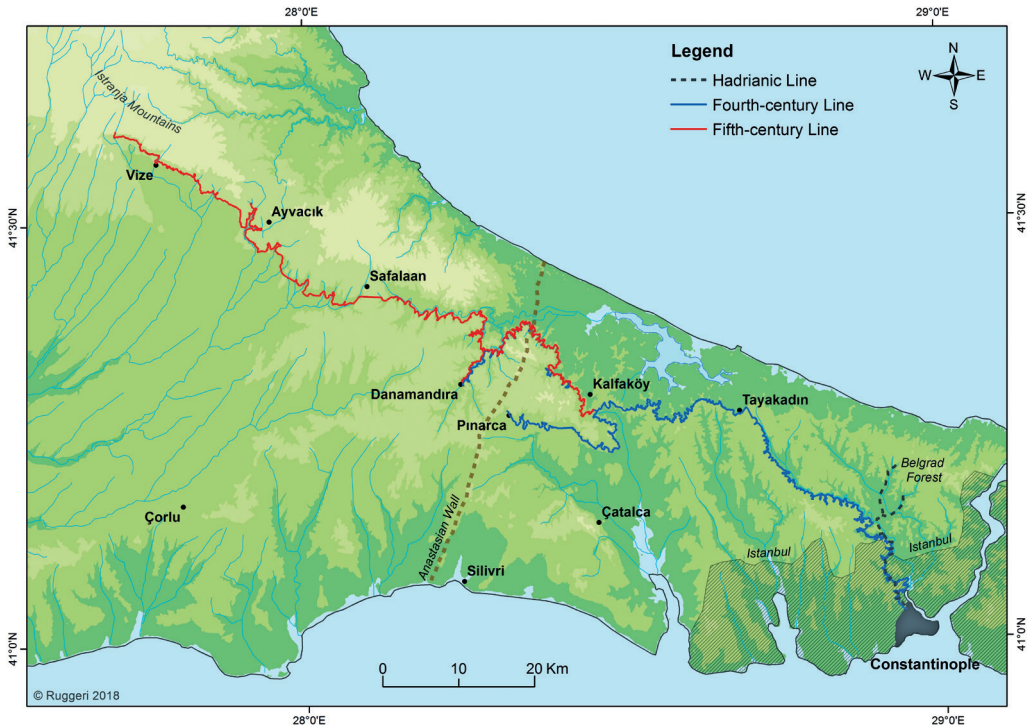 28°0'E
29°0'E
Legend
Hadrianic Line
Fourth-century Line
Fifth-century Line
N
W
E
S
Istranja Mountains
Vize
Ayvacık
41°30'N
41°30'N
Safalaan
Danamandıra
Kalfaköy
Pınarca
Tayakadın
Belgrad
Forest
Çorlu
Anastasian Wall
Çatalca
Istanbul
Istanbul
Silivri
41°0'N
41°0'N
Constantinople
0
10
20 Km
© Ruggeri 2018
28°0'E
29°0'E